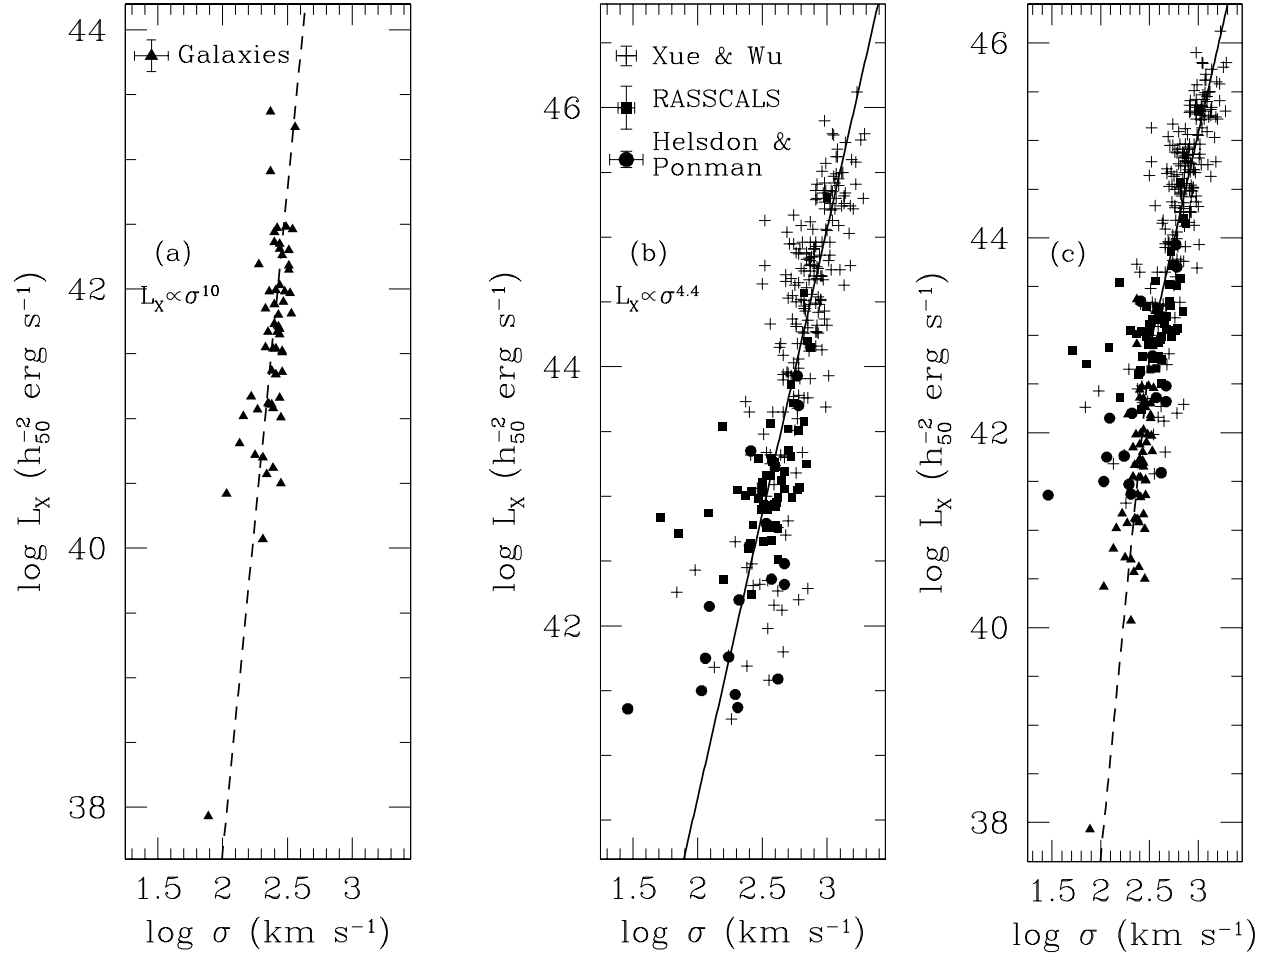 44
42
40
38
Galaxies
(a)
L_X∝σ^10
1.5 2 2.5 3
log σ (km s⁻¹)
log L_X (h_50^−2 erg s⁻¹)
46
44
42
Xue & Wu
RASSCALS
Helsdon &
Ponman
(b)
L_X∝σ^4.4
1.5 2 2.5 3
log σ (km s⁻¹)
log L_X (h_50^−2 erg s⁻¹)
46
44
42
40
38
(c)
1.5 2 2.5 3
log σ (km s⁻¹)
log L_X (h_50^−2 erg s⁻¹)